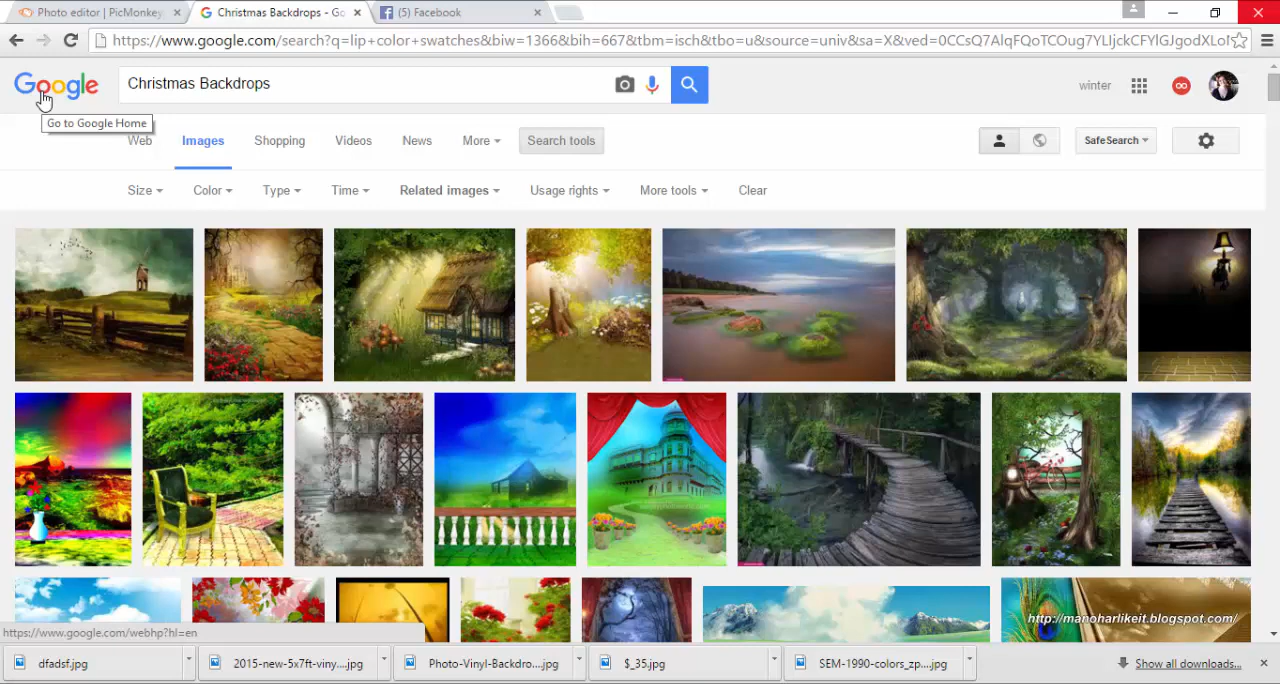 Photo editor | PicMonkey
Christmas Backdrops - Go
(5) Facebook
https://www.google.com/search?q=lip+color+swatches&biw=1366&bih=667&tbm=isch&tbo=u&source=univ&sa=X&ved=
Google
Christmas Backdrops
winter
Go to Google Home
Web
Images
Shopping
Videos
News
More
Search tools
SafeSearch
Size
Color
Type
Time
Related images
Usage rights
More tools
Clear
http://manoharlikeit.blogspot.com/
https://www.google.com/webhp?hl=en
dfadsf.jpg
2015-new-5x7ft-viny....jpg
Photo-Vinyl-Backdro....jpg
$_35.jpg
SEM-1990-colors_zp....jpg
Show all downloads...